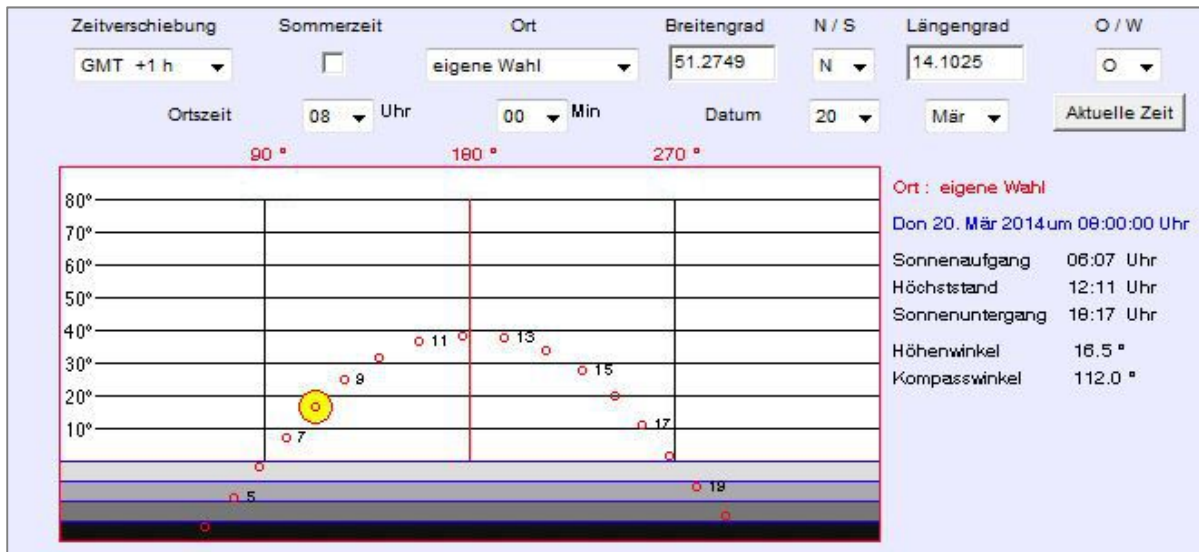 Zeitverschiebung Sommerzeit Ort Breitengrad N / S Längengrad O / W
GMT +1 h eigene Wahl 51.2749 N 14.1025 O
Ortszeit 08 Uhr 00 Min Datum 20 Mär Aktuelle Zeit
90 ° 180 ° 270 °
80°
70°
60°
50°
40°
30°
20°
10°
11 13
9 15
7 17
5 19
Ort : eigene Wahl
Don 20. Mär 2014 um 08:00:00 Uhr
Sonnenaufgang 06:07 Uhr
Höchststand 12:11 Uhr
Sonnenuntergang 18:17 Uhr
Höhenwinkel 16.5 °
Kompasswinkel 112.0 °